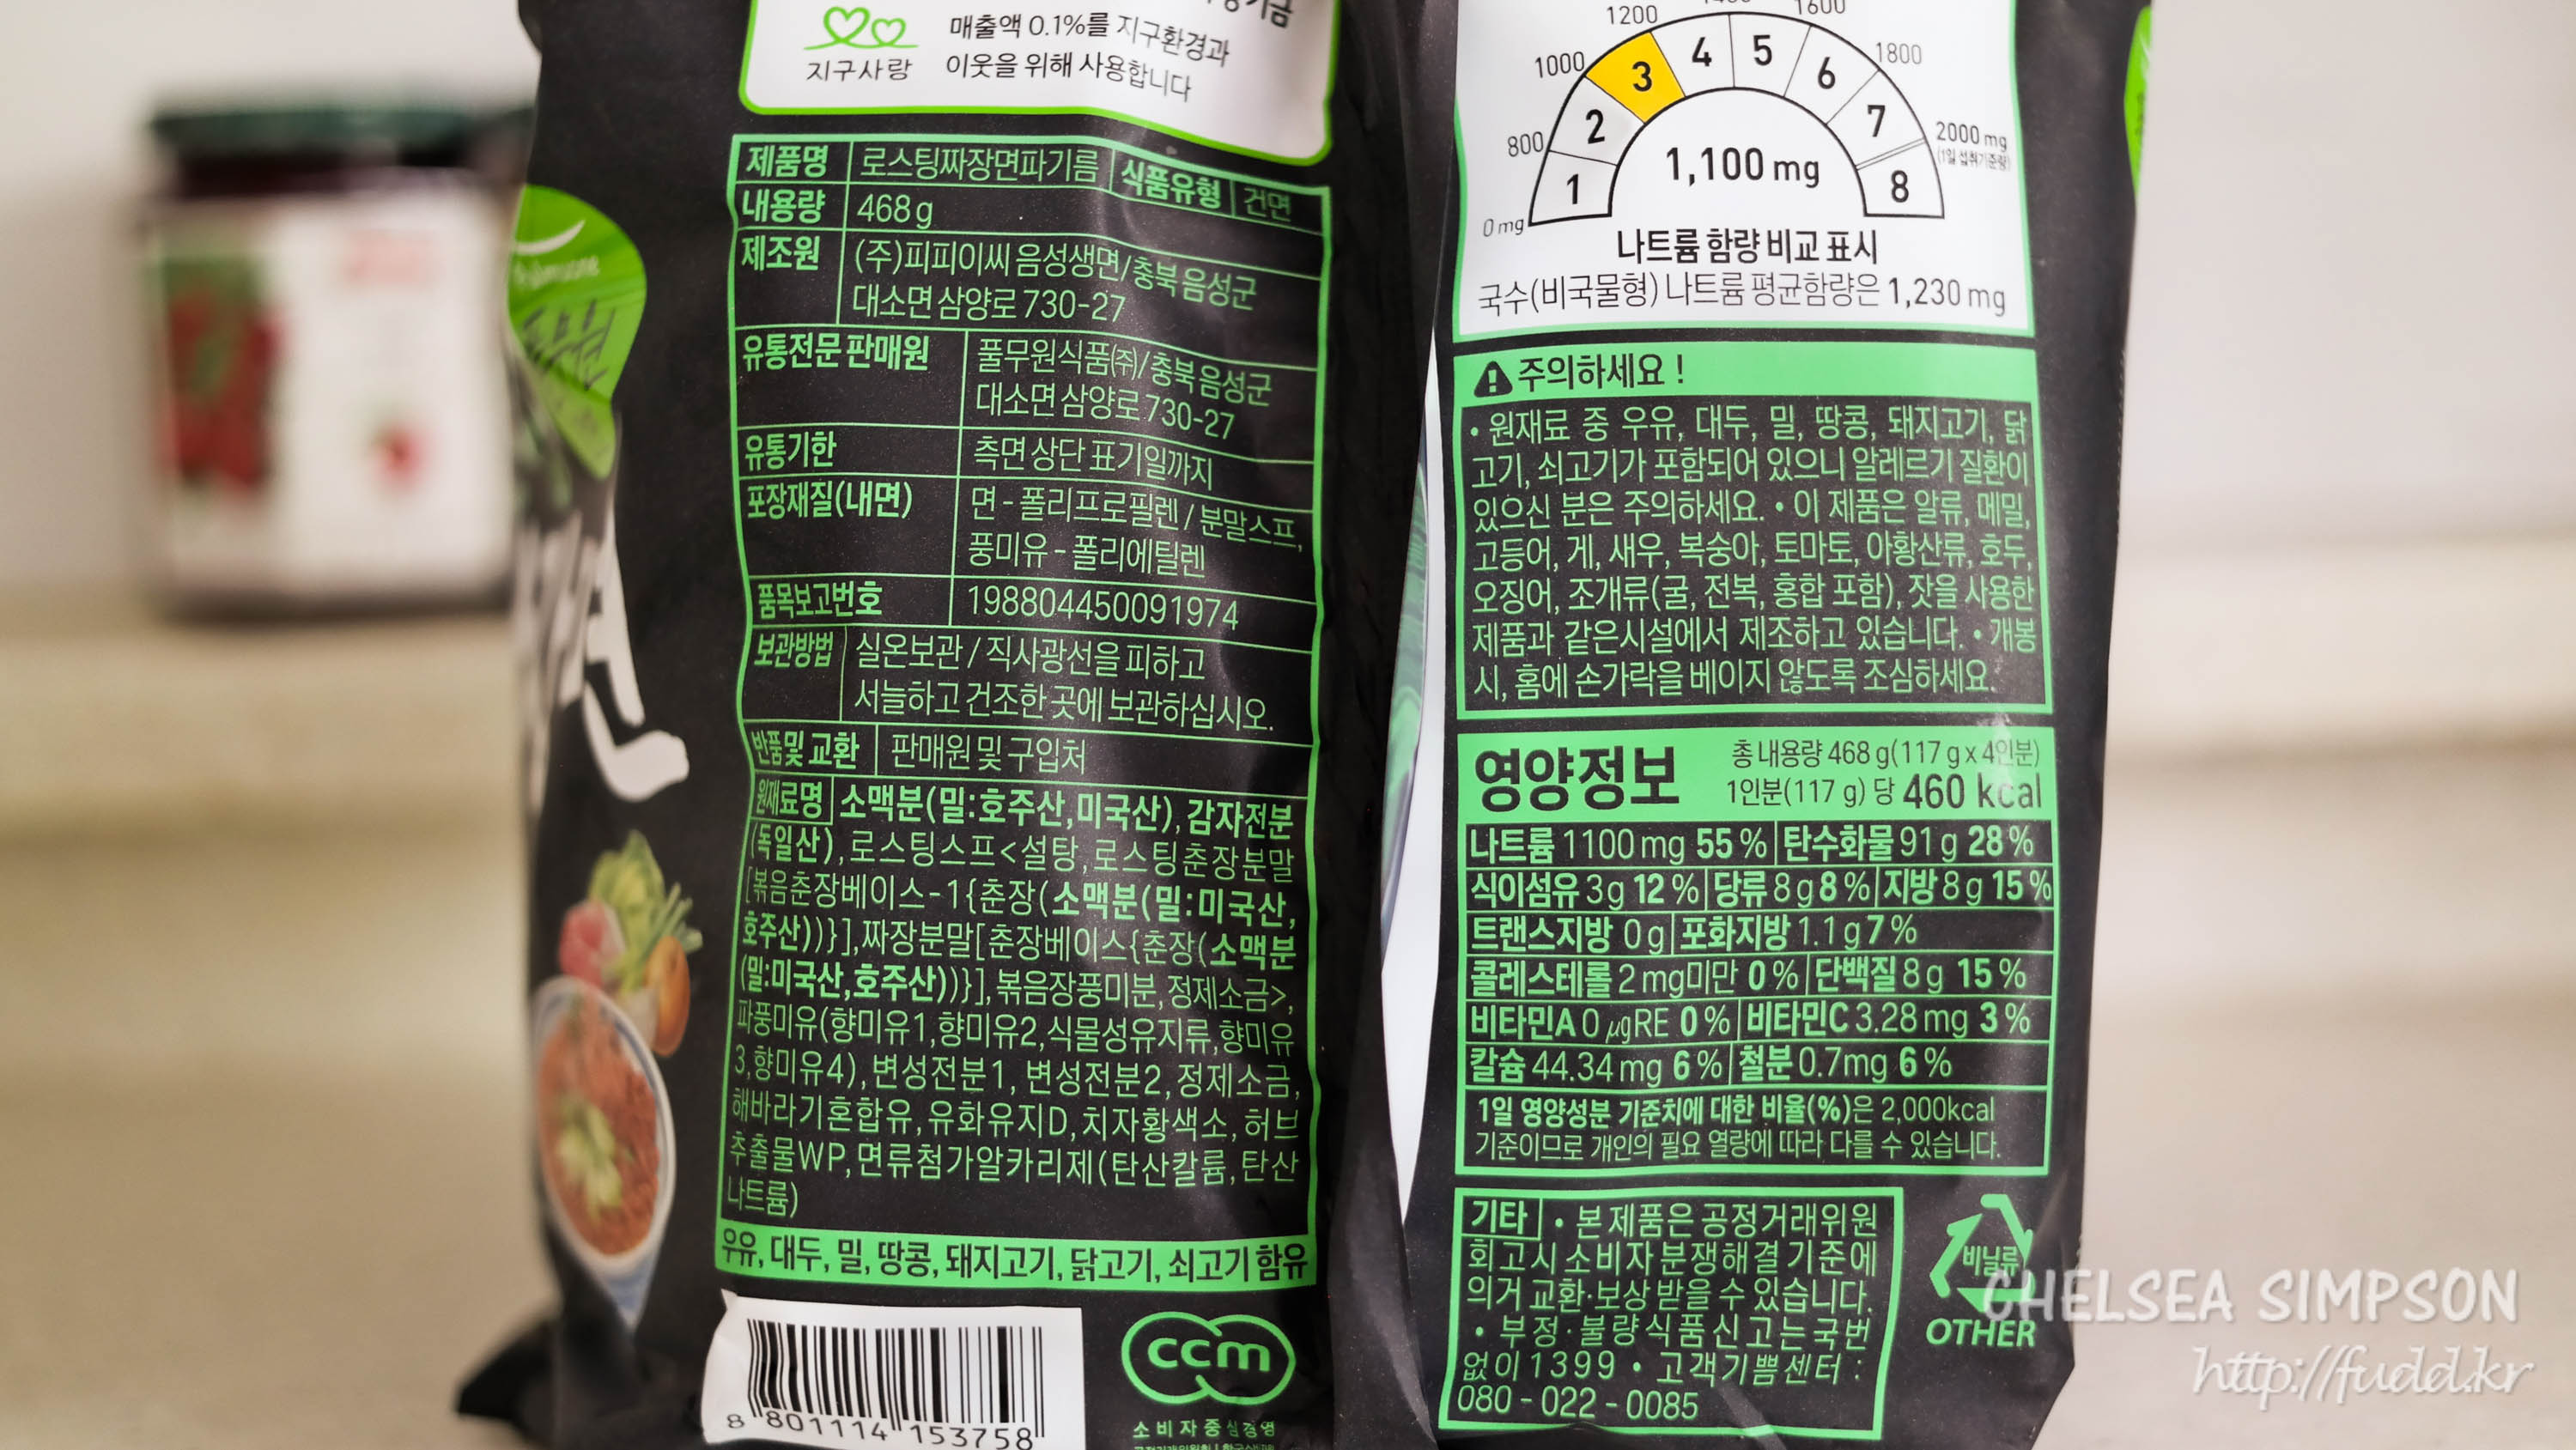 매출액 0.1%를 지구환경과
이웃을 위해 사용합니다
지구사랑
제품명 로스팅짜장면파기름 식품유형 건면
내용량 468g
제조원 (주)피피이씨 음성생면/충북 음성군
대소면 삼양로 730-27
유통전문 판매원 풀무원식품㈜/충북 음성군
대소면 삼양로 730-27
유통기한 측면 상단 표기일까지
포장재질(내면) 면-폴리프로필렌/분말스프,
풍미유-폴리에틸렌
품목보고번호 198804450091974
보관방법 실온보관/직사광선을 피하고
서늘하고 건조한 곳에 보관하십시오.
반품및 교환 판매원 및 구입처
원재료명 소맥분(밀:호주산,미국산), 감자전분
(독일산),로스팅스프<설탕,로스팅춘장분말
[볶음춘장베이스-1{춘장(소맥분(밀:미국산,
호주산))}],짜장분말[춘장베이스{춘장(소맥분
(밀:미국산,호주산))}],볶음장풍미분,정제소금>,
파풍미유(향미유1,향미유2,식물성유지류,향미유
3,향미유4),변성전분1,변성전분2,정제소금,
해바라기혼합유,유화유지D,치자황색소,허브
추출물WP,면류첨가알카리제(탄산칼륨,탄산
나트륨)
우유, 대두, 밀, 땅콩, 돼지고기, 닭고기, 쇠고기 함유
8 801114 153758
ccm
소비자중심경영
1200
1600
1000
1800
800
2000 mg
(1일 섭취기준량)
0 mg
1 2 3 4 5 6 7 8
1,100 mg
나트륨 함량 비교 표시
국수(비국물형) 나트륨 평균함량은 1,230 mg
주의하세요!
• 원재료 중 우유, 대두, 밀, 땅콩, 돼지고기, 닭
고기, 쇠고기가 포함되어 있으니 알레르기 질환이
있으신 분은 주의하세요. • 이 제품은 알류, 메밀,
고등어, 게, 새우, 복숭아, 토마토, 아황산류, 호두,
오징어, 조개류(굴, 전복, 홍합 포함), 잣을 사용한
제품과 같은시설에서 제조하고 있습니다. • 개봉
시, 홈에 손가락을 베이지 않도록 조심하세요.
영양정보 총 내용량 468 g(117 g x 4인분)
1인분(117 g) 당 460 kcal
나트륨 1100 mg 55 % 탄수화물 91 g 28 %
식이섬유 3g 12 % 당류 8 g 8 % 지방 8 g 15 %
트랜스지방 0g 포화지방 1.1 g 7 %
콜레스테롤 2 mg미만 0 % 단백질 8 g 15 %
비타민A 0 μgRE 0 % 비타민C 3.28 mg 3 %
칼슘 44.34 mg 6 % 철분 0.7mg 6 %
1일 영양성분 기준치에 대한 비율(%)은 2,000kcal
기준이므로 개인의 필요 열량에 따라 다를 수 있습니다.
기타 • 본 제품은 공정거래위원
회고시 소비자분쟁해결기준에
의거 교환·보상 받을 수 있습니다.
• 부정·불량식품신고는국번
없이 1399 • 고객기쁨센터 :
080 - 022 - 0085
비닐류
OTHER
CHELSEA SIMPSON
http://fudd.kr